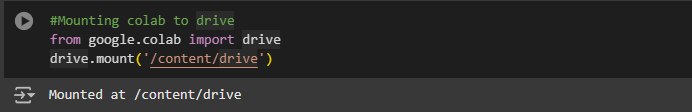 #Mounting colab to drive
from google.colab import drive
drive.mount('/content/drive')
Mounted at /content/drive